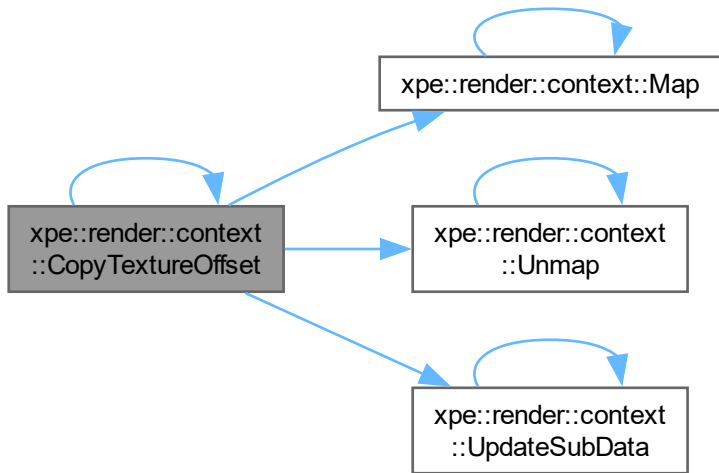 xpe::render::context::Map
xpe::render::context
::CopyTextureOffset
xpe::render::context
::Unmap
xpe::render::context
::UpdateSubData